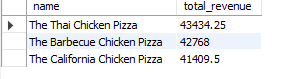 name total_revenue
The Thai Chicken Pizza 43434.25
The Barbecue Chicken Pizza 42768
The California Chicken Pizza 41409.5